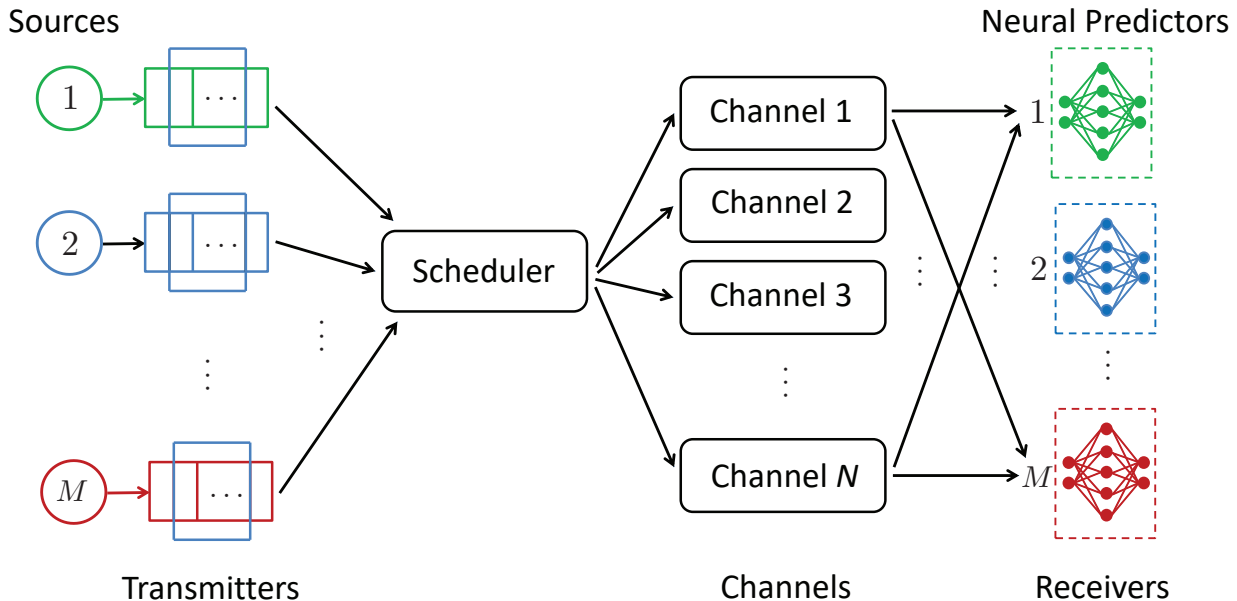 Sources
Neural Predictors
1
...
Channel 1
1
2
...
Channel 2
2
Scheduler
Channel 3
M
...
Channel N
M
Transmitters
Channels
Receivers